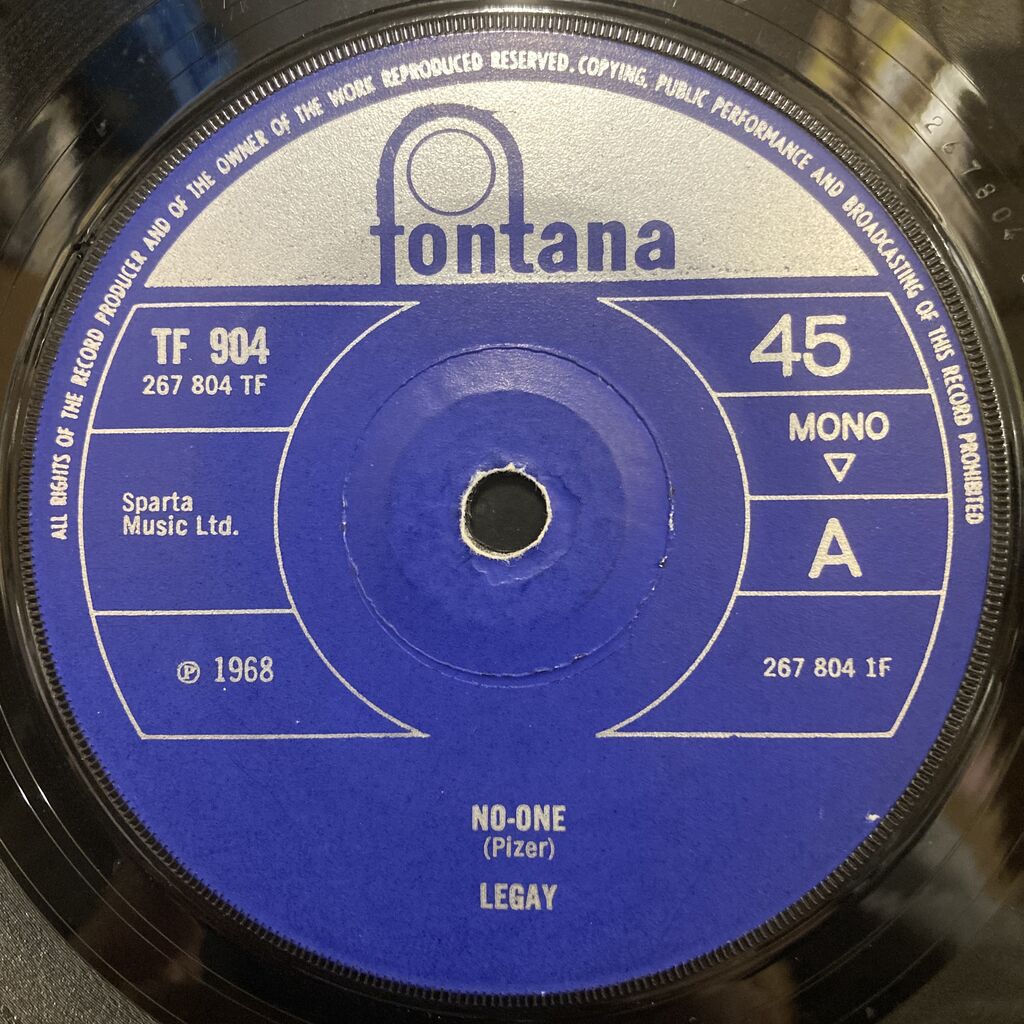 ALL RIGHTS OF THE RECORD PRODUCER AND OF THE OWNER OF THE WORK REPRODUCED RESERVED. COPYING, PUBLIC PERFORMANCE AND BROADCASTING OF THIS RECORD PROHIBITED
fontana
TF 904
267 804 TF
Sparta
Music Ltd.
℗ 1968
45
MONO
▽
A
267 804 1F
NO-ONE
(Pizer)
LEGAY